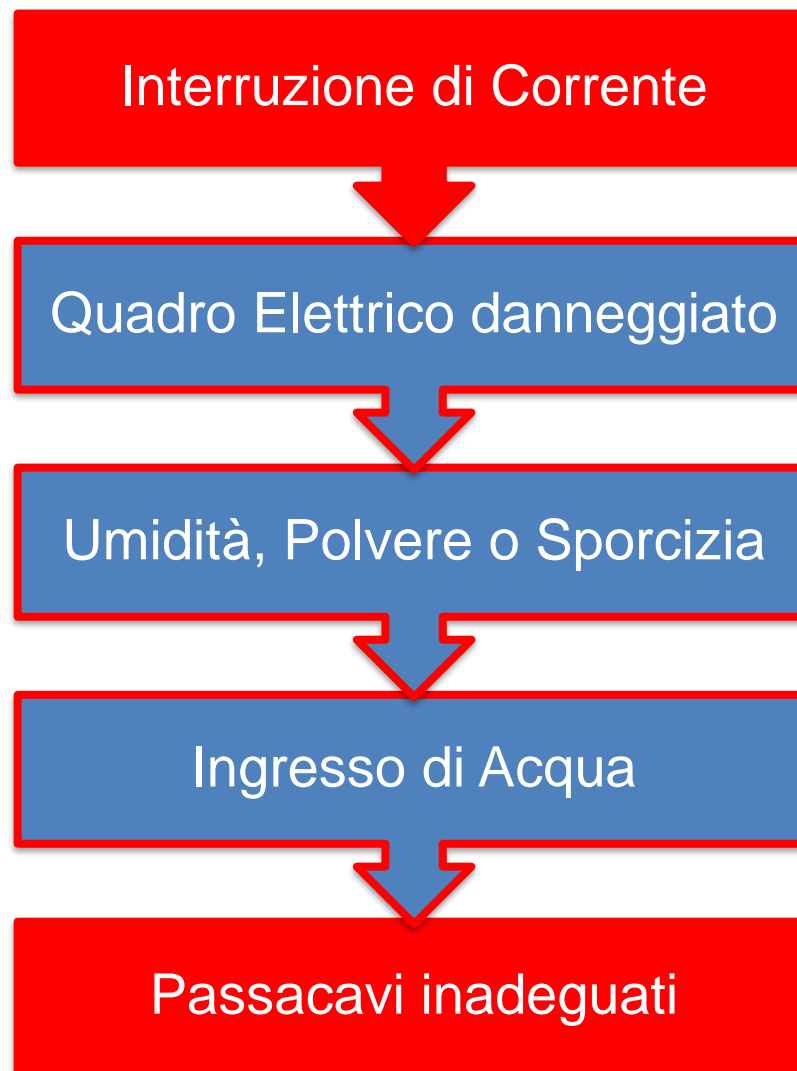 Interruzione di Corrente
Quadro Elettrico danneggiato
Umidità, Polvere o Sporcizia
Ingresso di Acqua
Passacavi inadeguati